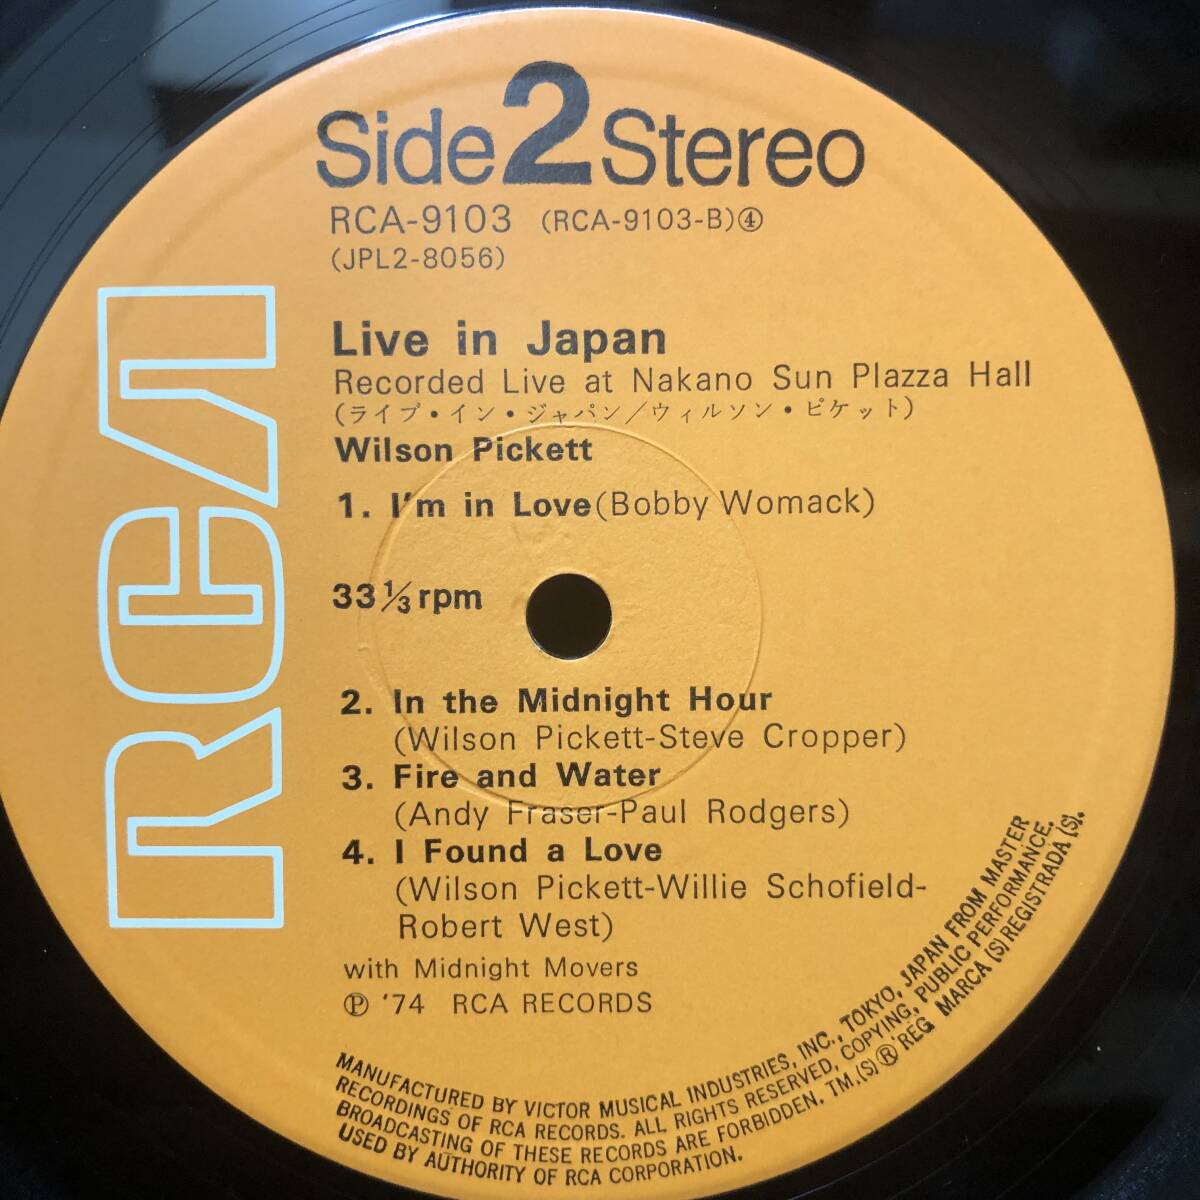 Side 2 Stereo
RCA-9103 (RCA-9103-B)④
(JPL2-8056)
RCA
Live in Japan
Recorded Live at Nakano Sun Plazza Hall
(ライブ・イン・ジャパン/ウィルソン・ピケット)
Wilson Pickett
1. I'm in Love(Bobby Womack)
33 1/3 rpm
2. In the Midnight Hour
(Wilson Pickett-Steve Cropper)
3. Fire and Water
(Andy Fraser-Paul Rodgers)
4. I Found a Love
(Wilson Pickett-Willie Schofield-
Robert West)
with Midnight Movers
Ⓟ '74 RCA RECORDS
MANUFACTURED BY VICTOR MUSICAL INDUSTRIES, INC., TOKYO, JAPAN FROM MASTER
RECORDINGS OF RCA RECORDS. ALL RIGHTS RESERVED, COPYING, PUBLIC PERFORMANCE,
BROADCASTING OF THESE RECORDS ARE FORBIDDEN. TM.(S)® REG. MARCA (S) REGISTRADA (S).
USED BY AUTHORITY OF RCA CORPORATION.